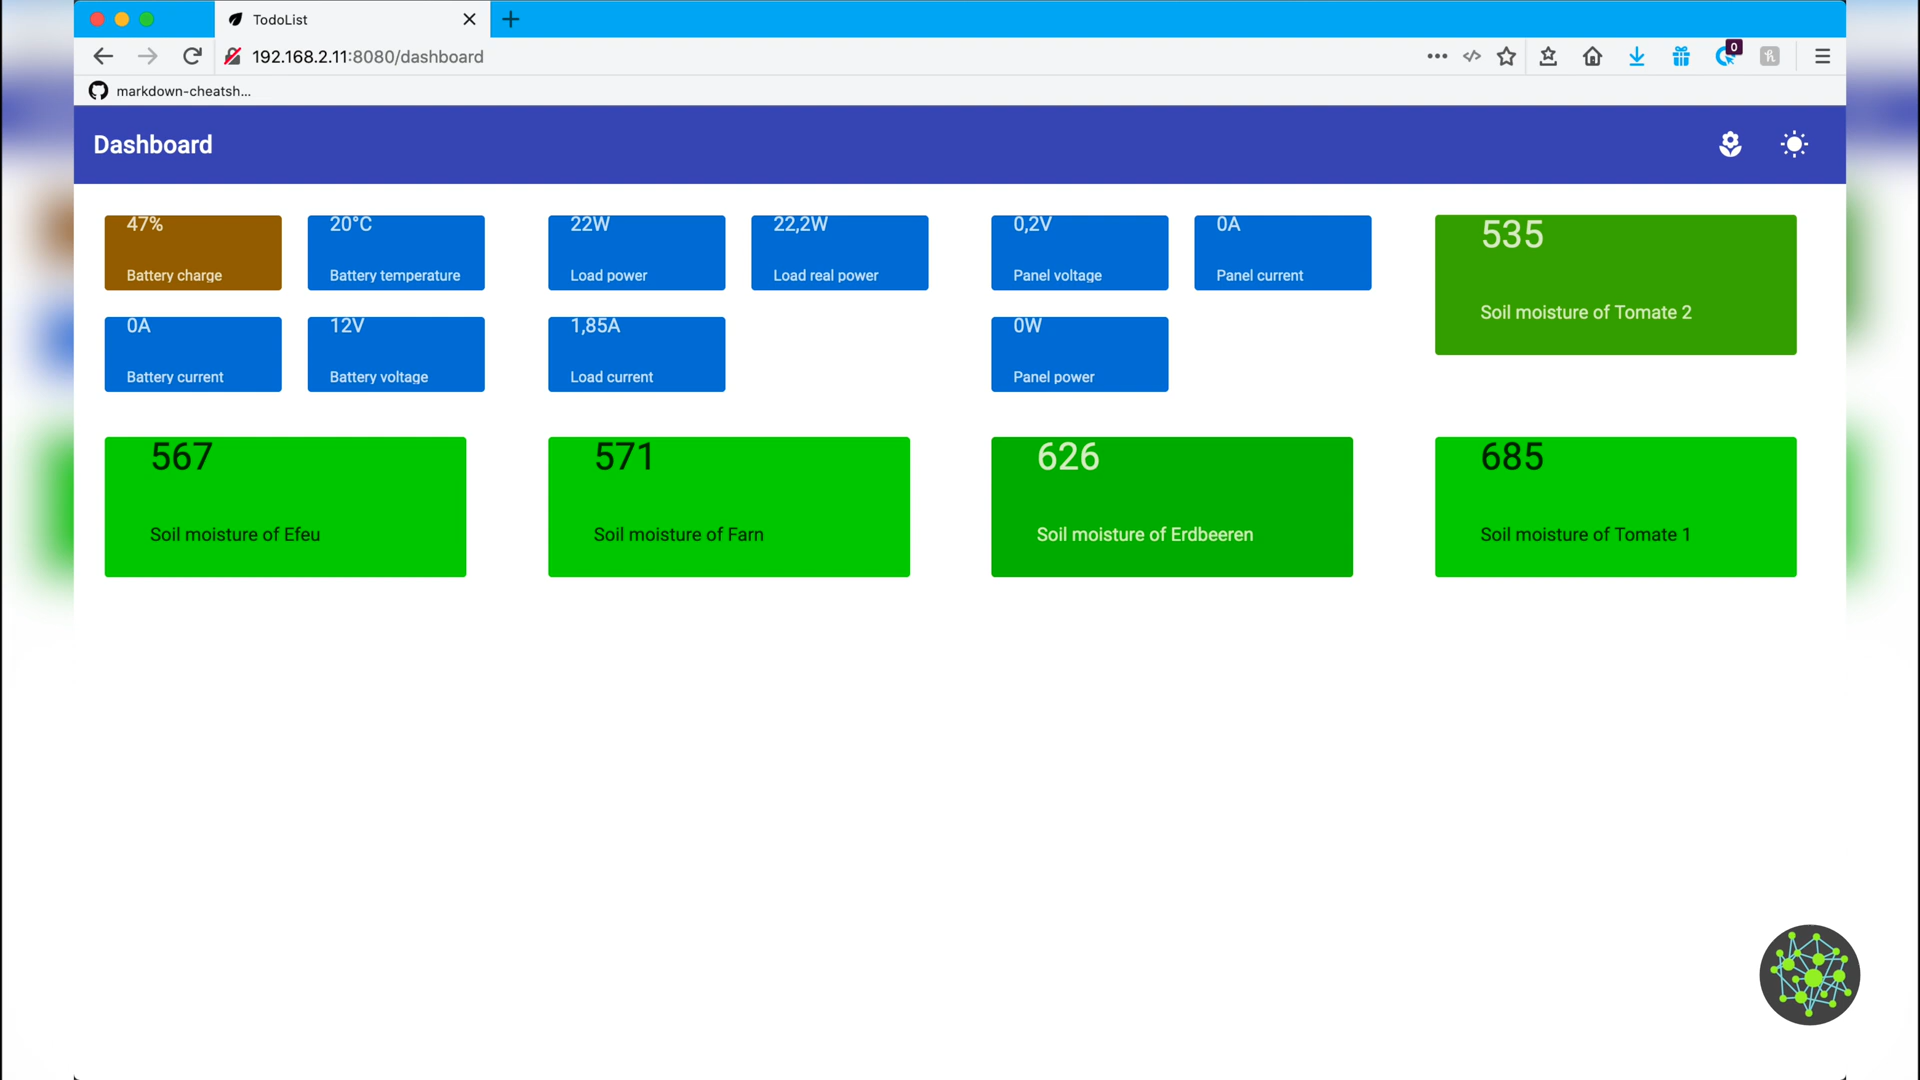 TodoList
192.168.2.11:8080/dashboard
0
markdown-cheatsh...
Dashboard
47%
Battery charge
20°C
Battery temperature
22W
Load power
22,2W
Load real power
0,2V
Panel voltage
0A
Panel current
535
Soil moisture of Tomate 2
0A
Battery current
12V
Battery voltage
1,85A
Load current
0W
Panel power
567
Soil moisture of Efeu
571
Soil moisture of Farn
626
Soil moisture of Erdbeeren
685
Soil moisture of Tomate 1